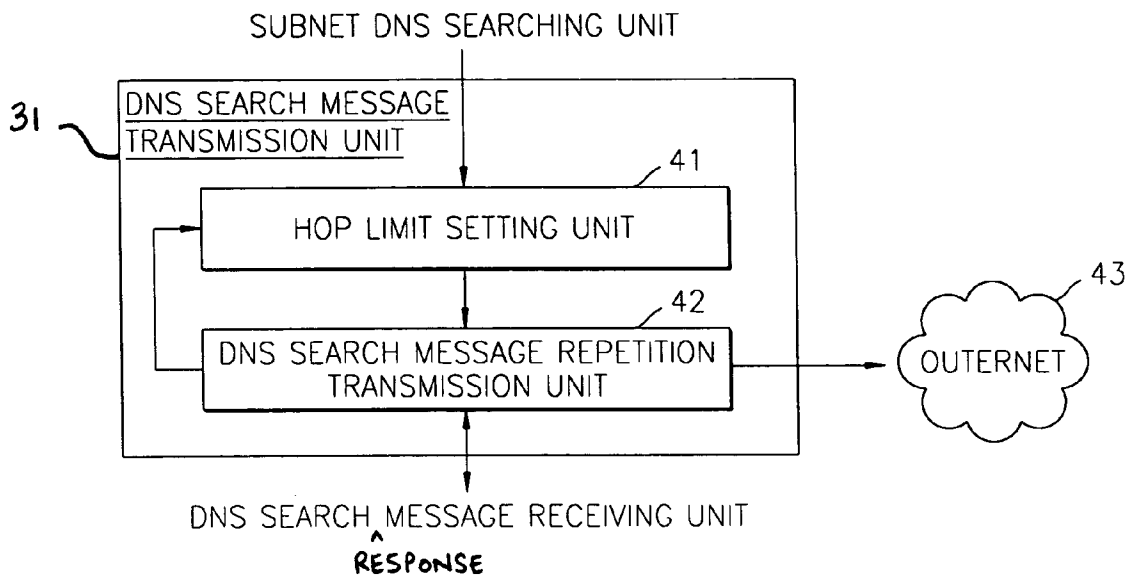 SUBNET DNS SEARCHING UNIT
31
DNS SEARCH MESSAGE
TRANSMISSION UNIT
41
HOP LIMIT SETTING UNIT
42
43
DNS SEARCH MESSAGE REPETITION
TRANSMISSION UNIT
OUTERNET
DNS SEARCH ^ MESSAGE RECEIVING UNIT
RESPONSE